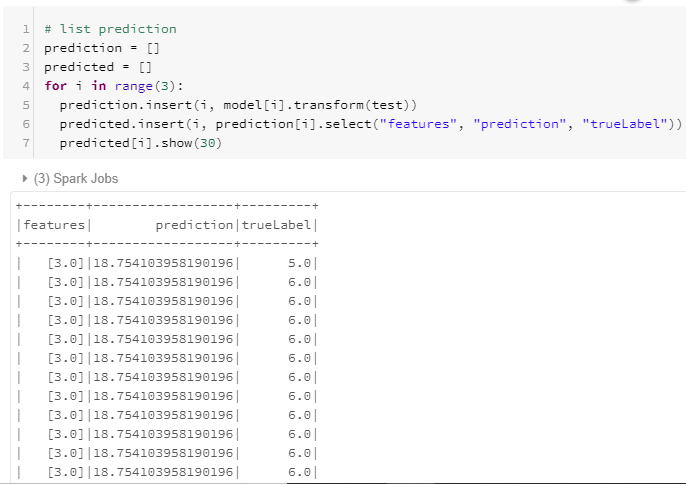 1 # list prediction
2 prediction = []
3 predicted = []
4 for i in range(3):
5   prediction.insert(i, model[i].transform(test))
6   predicted.insert(i, prediction[i].select("features", "prediction", "trueLabel"))
7   predicted[i].show(30)
▸ (3) Spark Jobs
+--------+------------------+---------+
|features|        prediction|trueLabel|
+--------+------------------+---------+
|   [3.0]|18.754103958190196|      5.0|
|   [3.0]|18.754103958190196|      6.0|
|   [3.0]|18.754103958190196|      6.0|
|   [3.0]|18.754103958190196|      6.0|
|   [3.0]|18.754103958190196|      6.0|
|   [3.0]|18.754103958190196|      6.0|
|   [3.0]|18.754103958190196|      6.0|
|   [3.0]|18.754103958190196|      6.0|
|   [3.0]|18.754103958190196|      6.0|
|   [3.0]|18.754103958190196|      6.0|
|   [3.0]|18.754103958190196|      6.0|
|   [3.0]|18.754103958190196|      6.0|